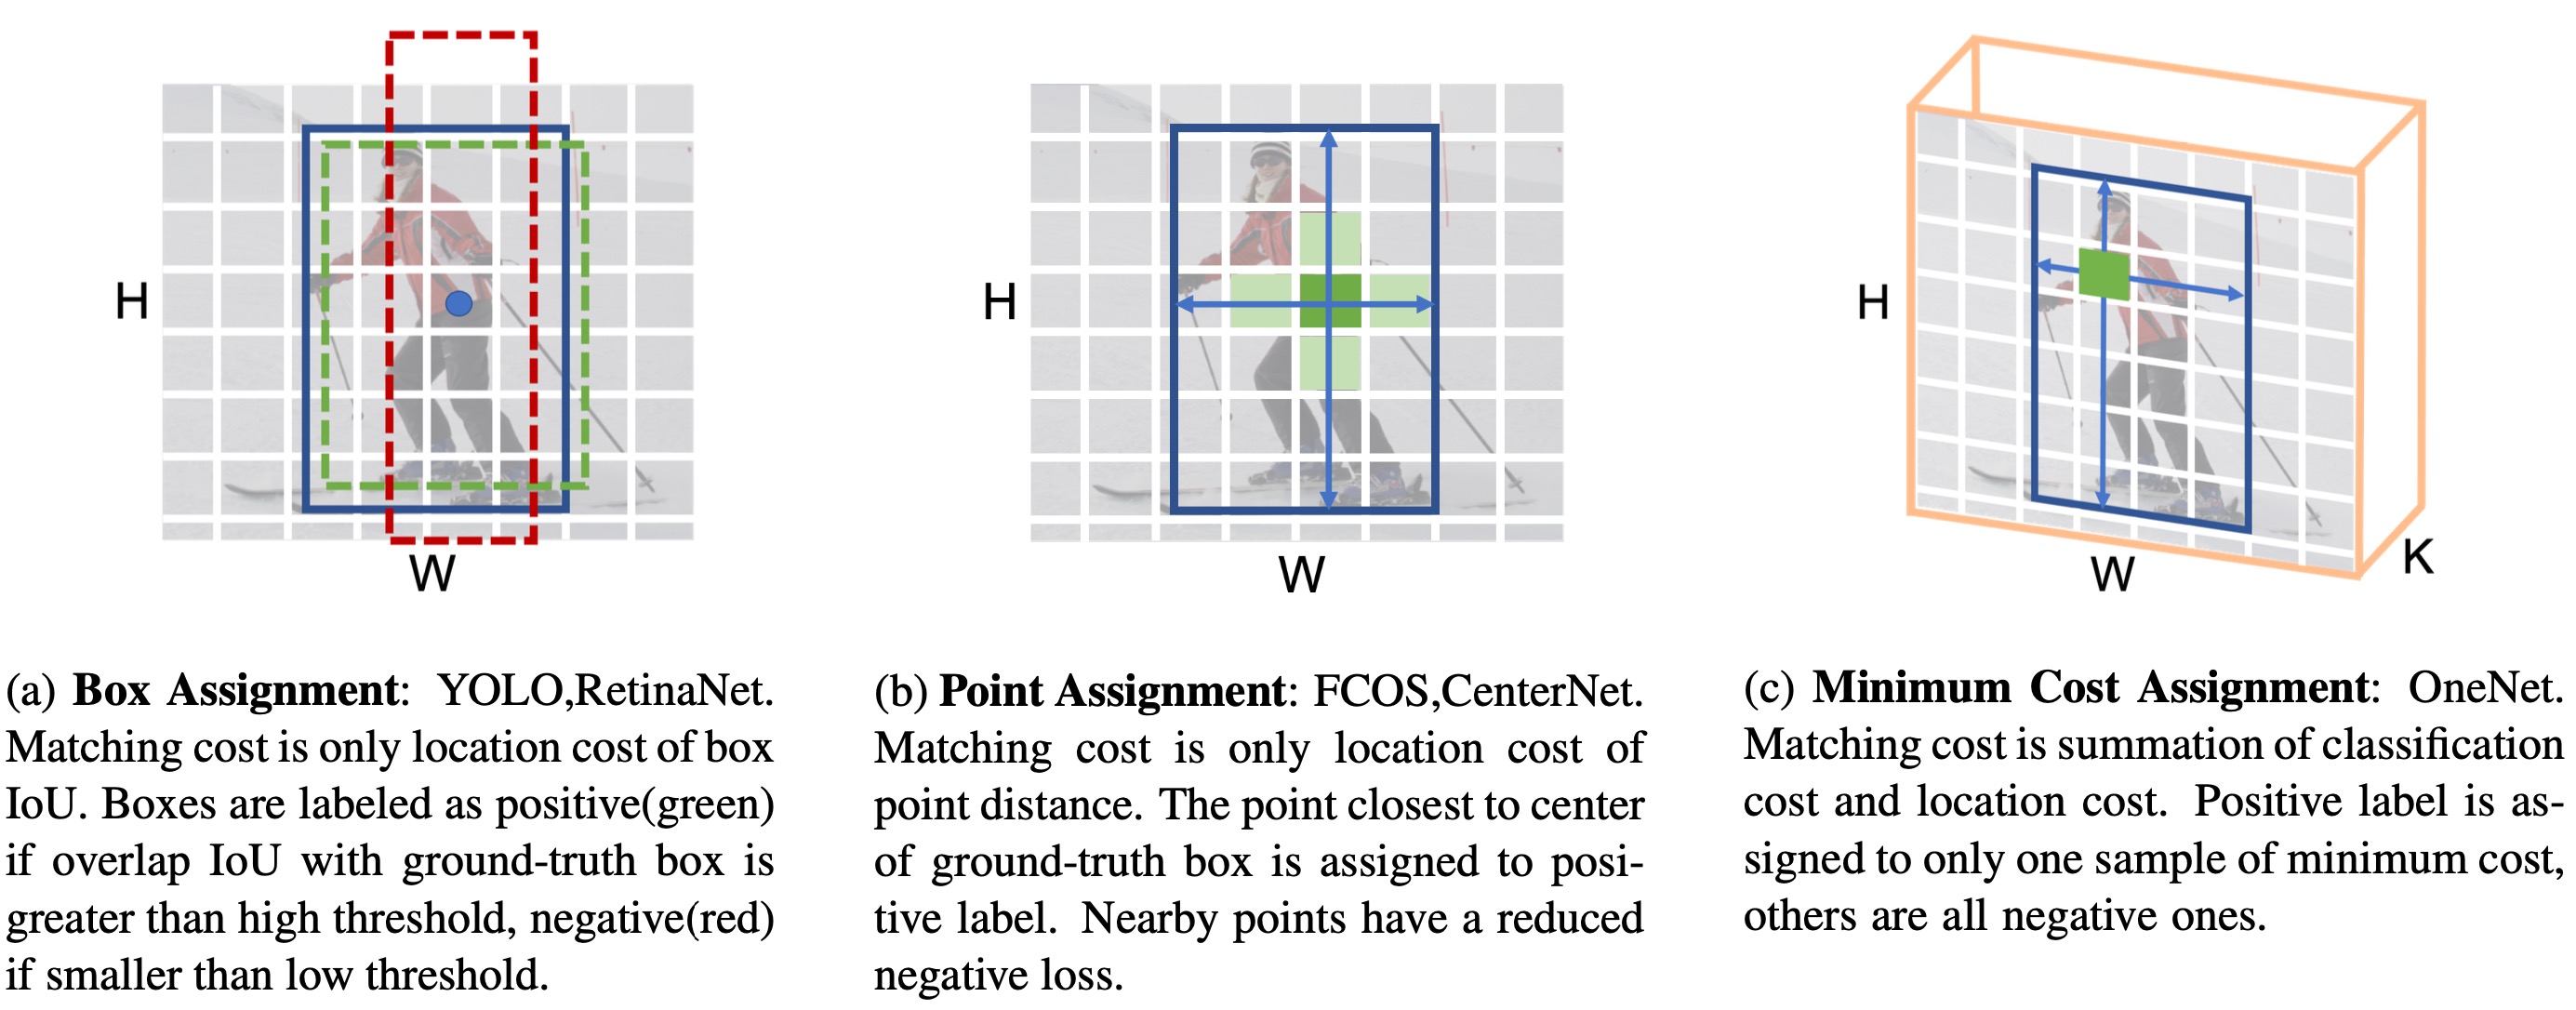 H
W
H
W
H
W
K
(a) Box Assignment: YOLO,RetinaNet.
Matching cost is only location cost of box
IoU. Boxes are labeled as positive(green)
if overlap IoU with ground-truth box is
greater than high threshold, negative(red)
if smaller than low threshold.
(b) Point Assignment: FCOS,CenterNet.
Matching cost is only location cost of
point distance. The point closest to center
of ground-truth box is assigned to posi-
tive label. Nearby points have a reduced
negative loss.
(c) Minimum Cost Assignment: OneNet.
Matching cost is summation of classification
cost and location cost. Positive label is as-
signed to only one sample of minimum cost,
others are all negative ones.